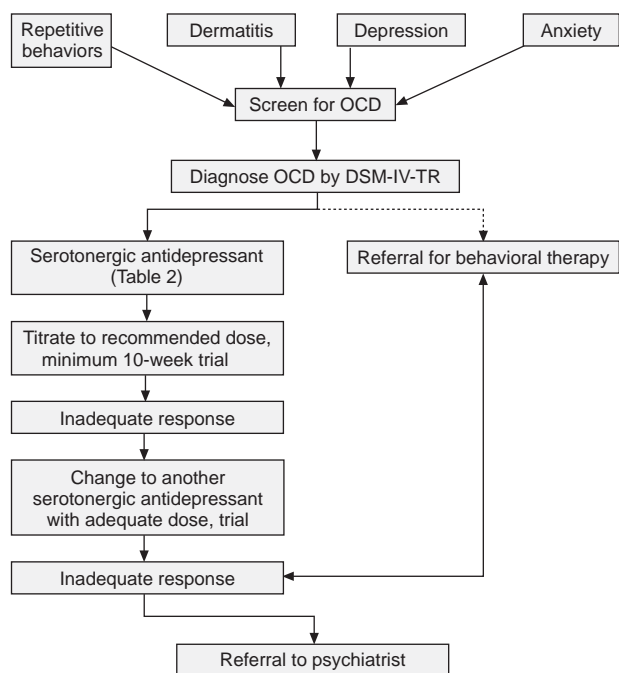 Repetitive
behaviors
Dermatitis
Depression
Anxiety
Screen for OCD
Diagnose OCD by DSM-IV-TR
Serotonergic antidepressant
(Table 2)
Referral for behavioral therapy
Titrate to recommended dose,
minimum 10-week trial
Inadequate response
Change to another
serotonergic antidepressant
with adequate dose, trial
Inadequate response
Referral to psychiatrist